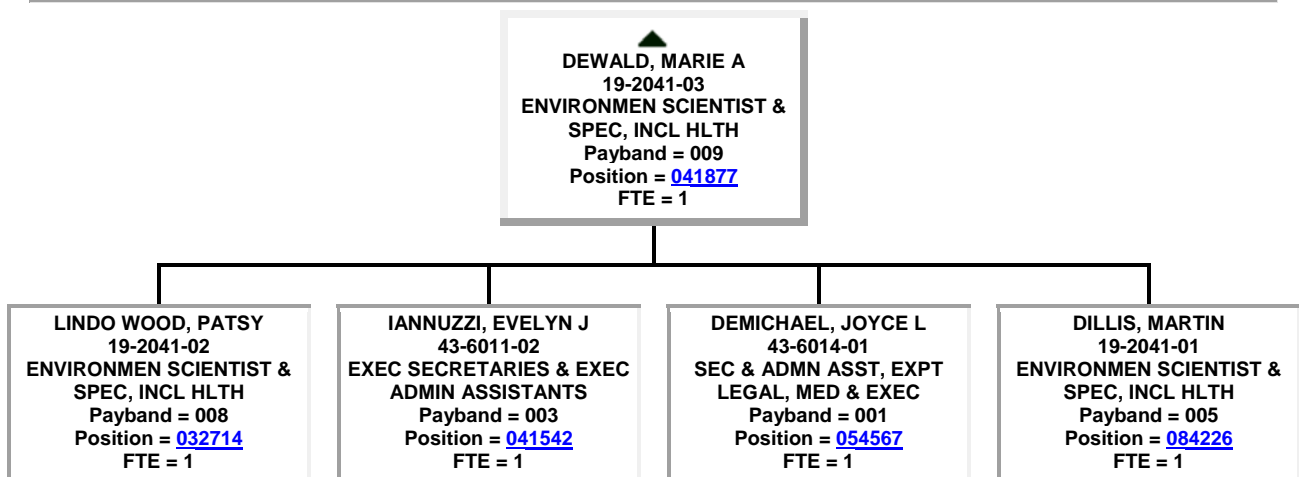 DEWALD, MARIE A
19-2041-03
ENVIRONMEN SCIENTIST &
SPEC, INCL HLTH
Payband = 009
Position = 041877
FTE = 1
LINDO WOOD, PATSY
19-2041-02
ENVIRONMEN SCIENTIST &
SPEC, INCL HLTH
Payband = 008
Position = 032714
FTE = 1
IANNUZZI, EVELYN J
43-6011-02
EXEC SECRETARIES & EXEC
ADMIN ASSISTANTS
Payband = 003
Position = 041542
FTE = 1
DEMICHAEL, JOYCE L
43-6014-01
SEC & ADMN ASST, EXPT
LEGAL, MED & EXEC
Payband = 001
Position = 054567
FTE = 1
DILLIS, MARTIN
19-2041-01
ENVIRONMEN SCIENTIST &
SPEC, INCL HLTH
Payband = 005
Position = 084226
FTE = 1